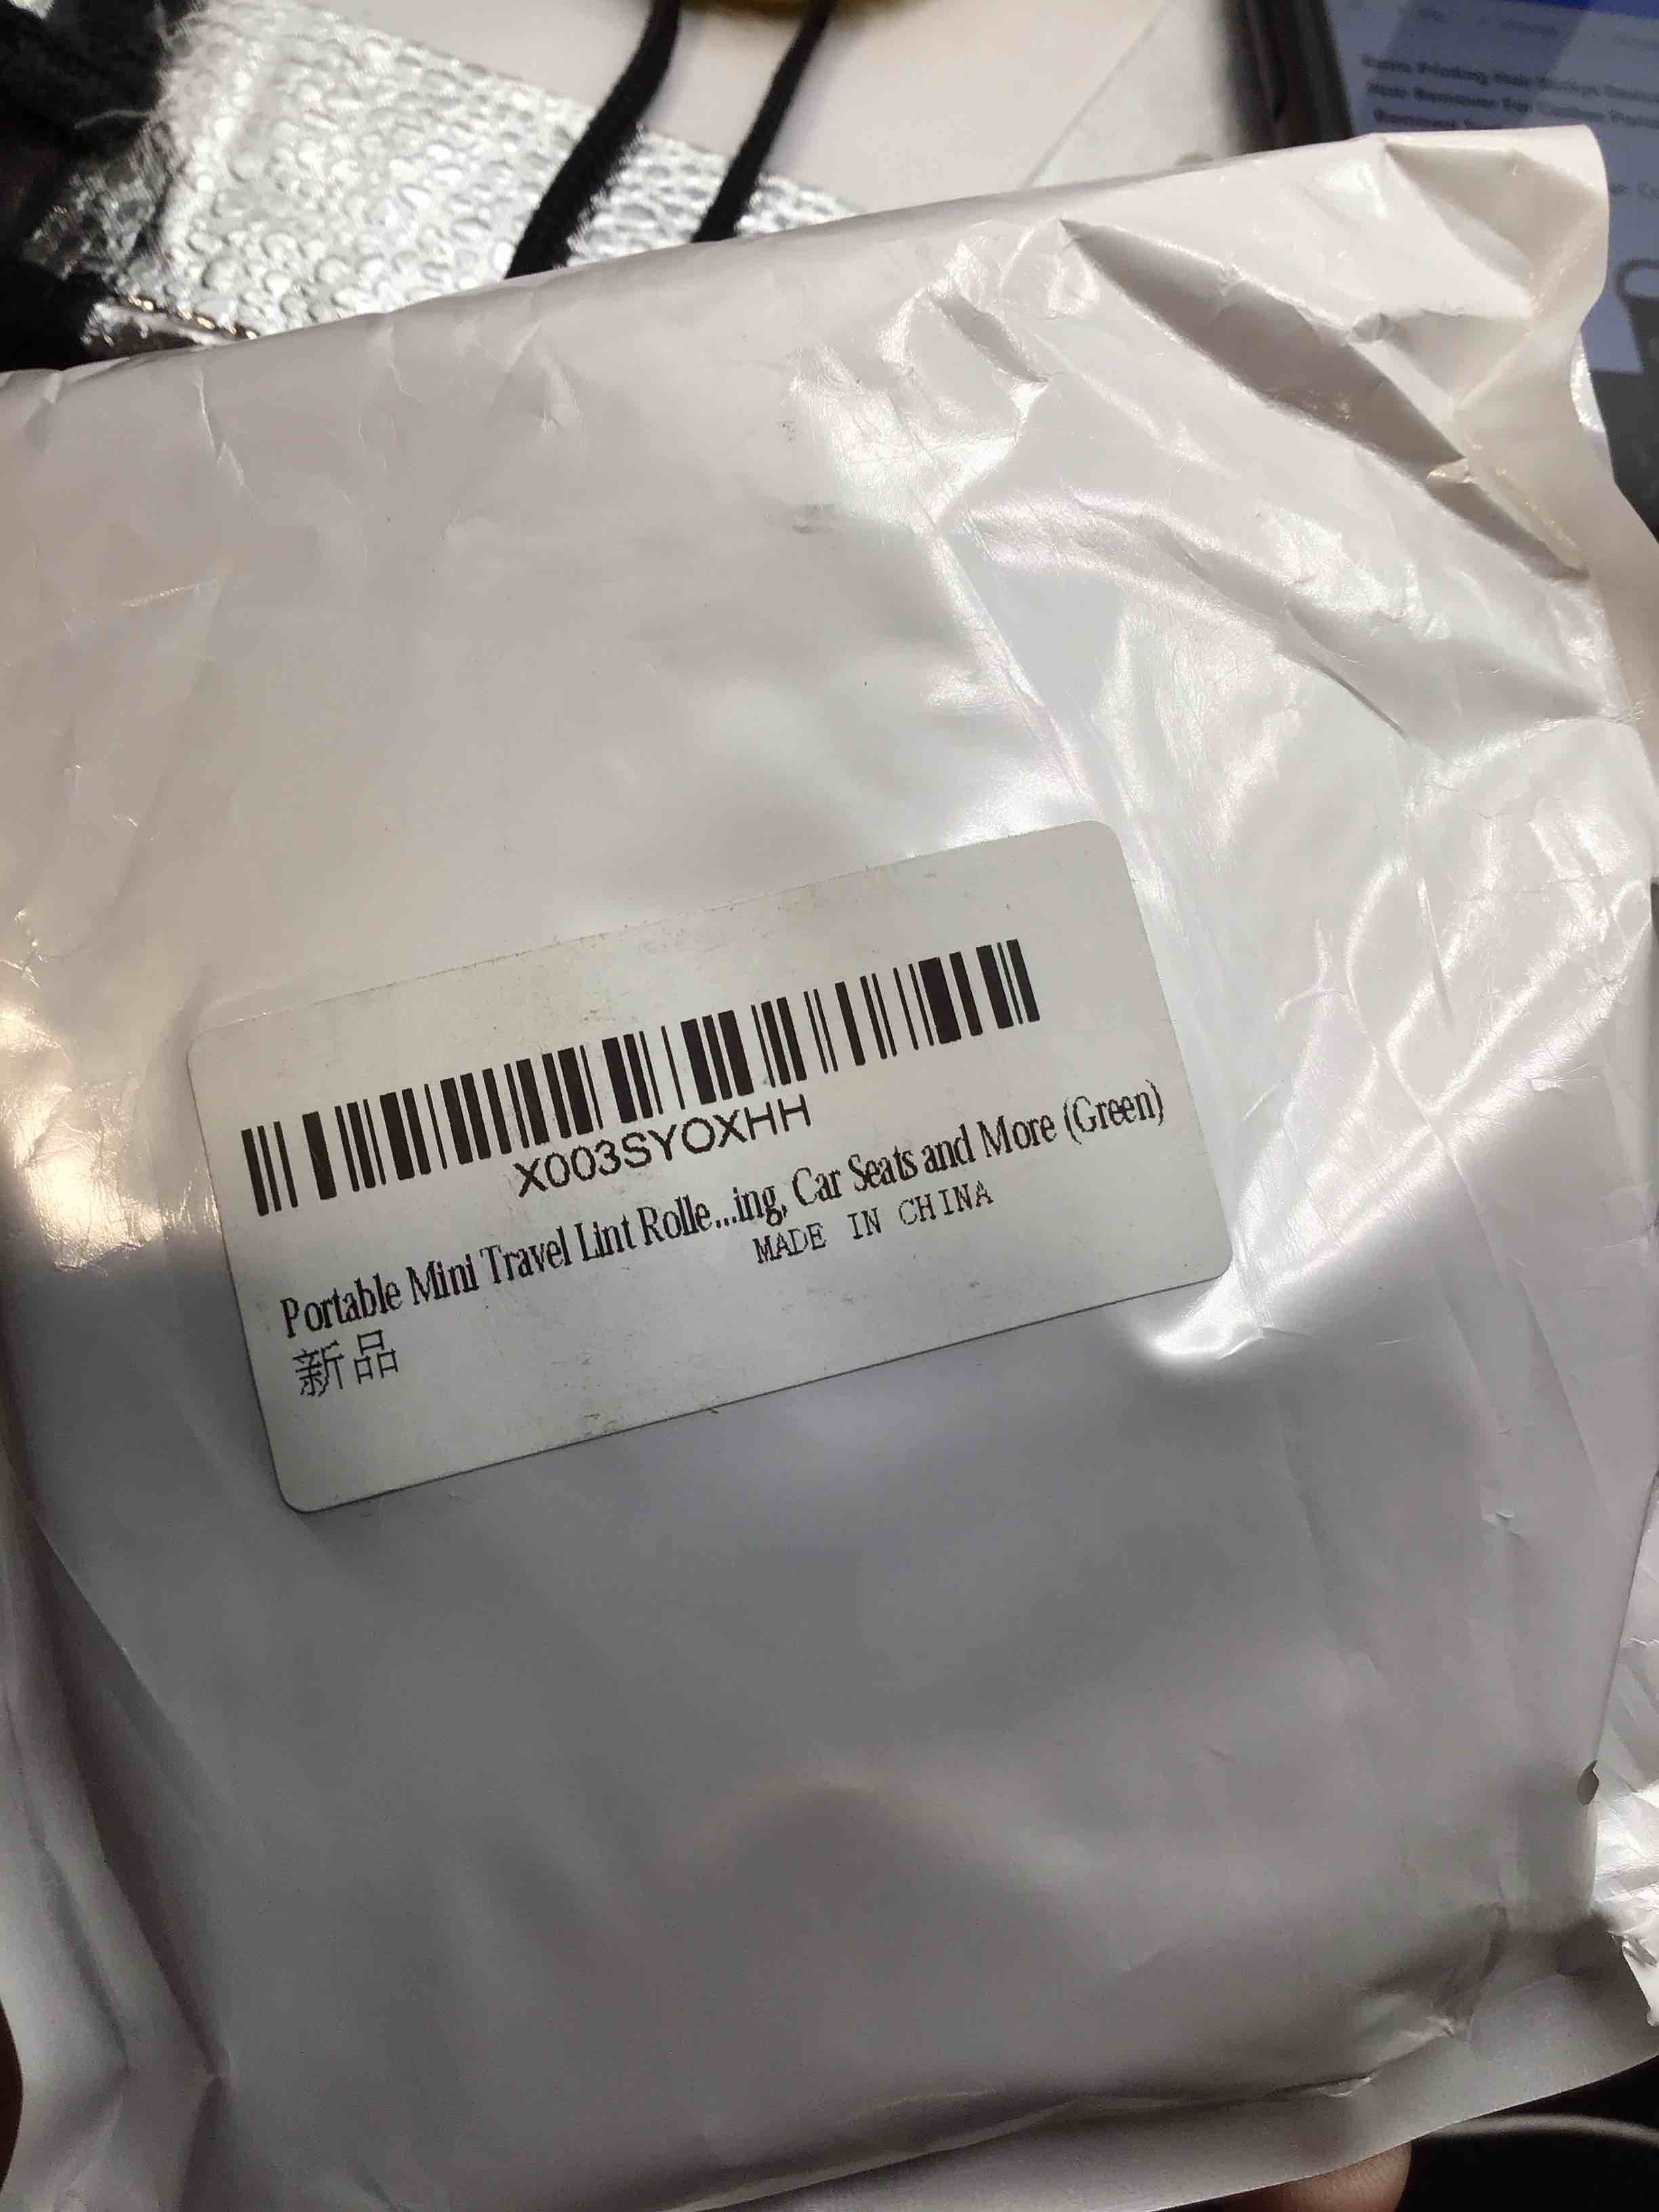 X003SYOXHH
Portable Mini Travel Lint Rolle...ing, Car Seats and More (Green)
MADE IN CHINA
新品